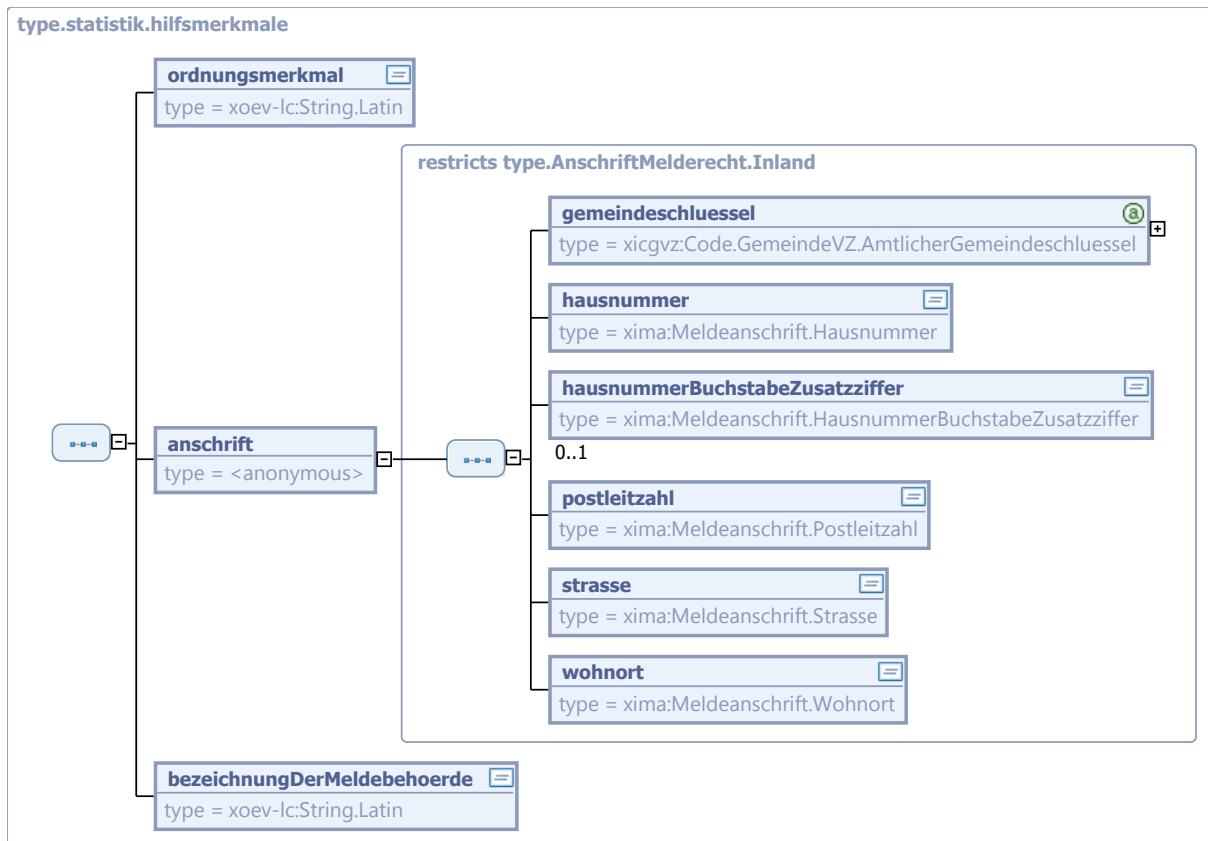 type.statistik.hilfsmerkmale
ordnungsmerkmal
type = xoev-lc:String.Latin
restricts type.AnschriftMelderecht.Inland
gemeindeschluessel
a
type = xicgvz:Code.GemeindeVZ.AmtlicherGemeindeschluessel
hausnummer
type = xima:Meldeanschrift.Hausnummer
hausnummerBuchstabeZusatzziffer
type = xima:Meldeanschrift.HausnummerBuchstabeZusatzziffer
0..1
anschrift
type = <anonymous>
postleitzahl
type = xima:Meldeanschrift.Postleitzahl
strasse
type = xima:Meldeanschrift.Strasse
wohnort
type = xima:Meldeanschrift.Wohnort
bezeichnungDerMeldebehoerde
type = xoev-lc:String.Latin